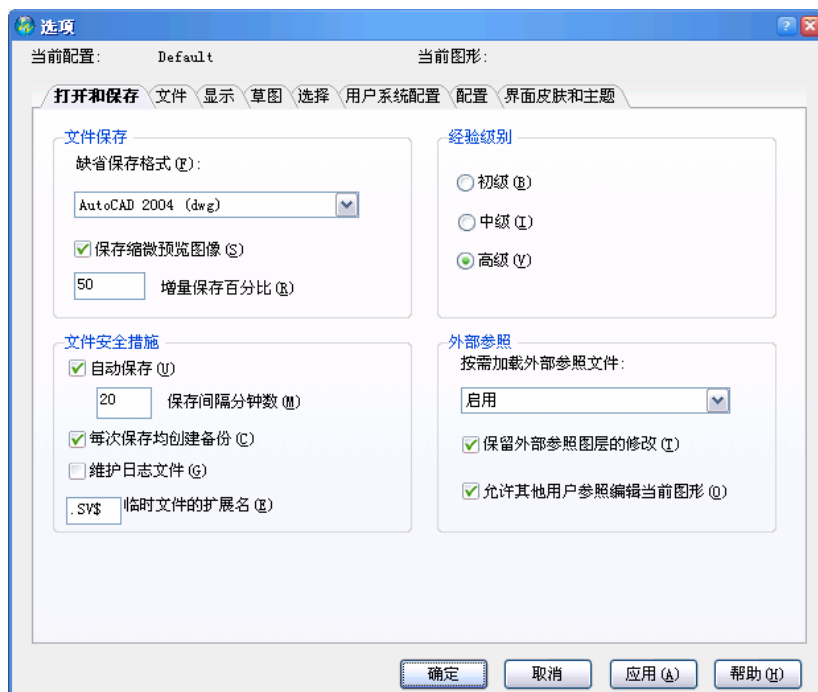 选项
当前配置: Default 当前图形:
打开和保存 文件 显示 草图 选择 用户系统配置 配置 界面皮肤和主题
文件保存
缺省保存格式(F):
AutoCAD 2004 (dwg)
保存缩微预览图像(S)
50 增量保存百分比(R)
经验级别
初级(B)
中级(I)
高级(V)
文件安全措施
自动保存(U)
20 保存间隔分钟数(M)
每次保存均创建备份(C)
维护日志文件(G)
.SV$ 临时文件的扩展名(E)
外部参照
按需加载外部参照文件:
启用
保留外部参照图层的修改(T)
允许其他用户参照编辑当前图形(O)
确定 取消 应用(A) 帮助(H)